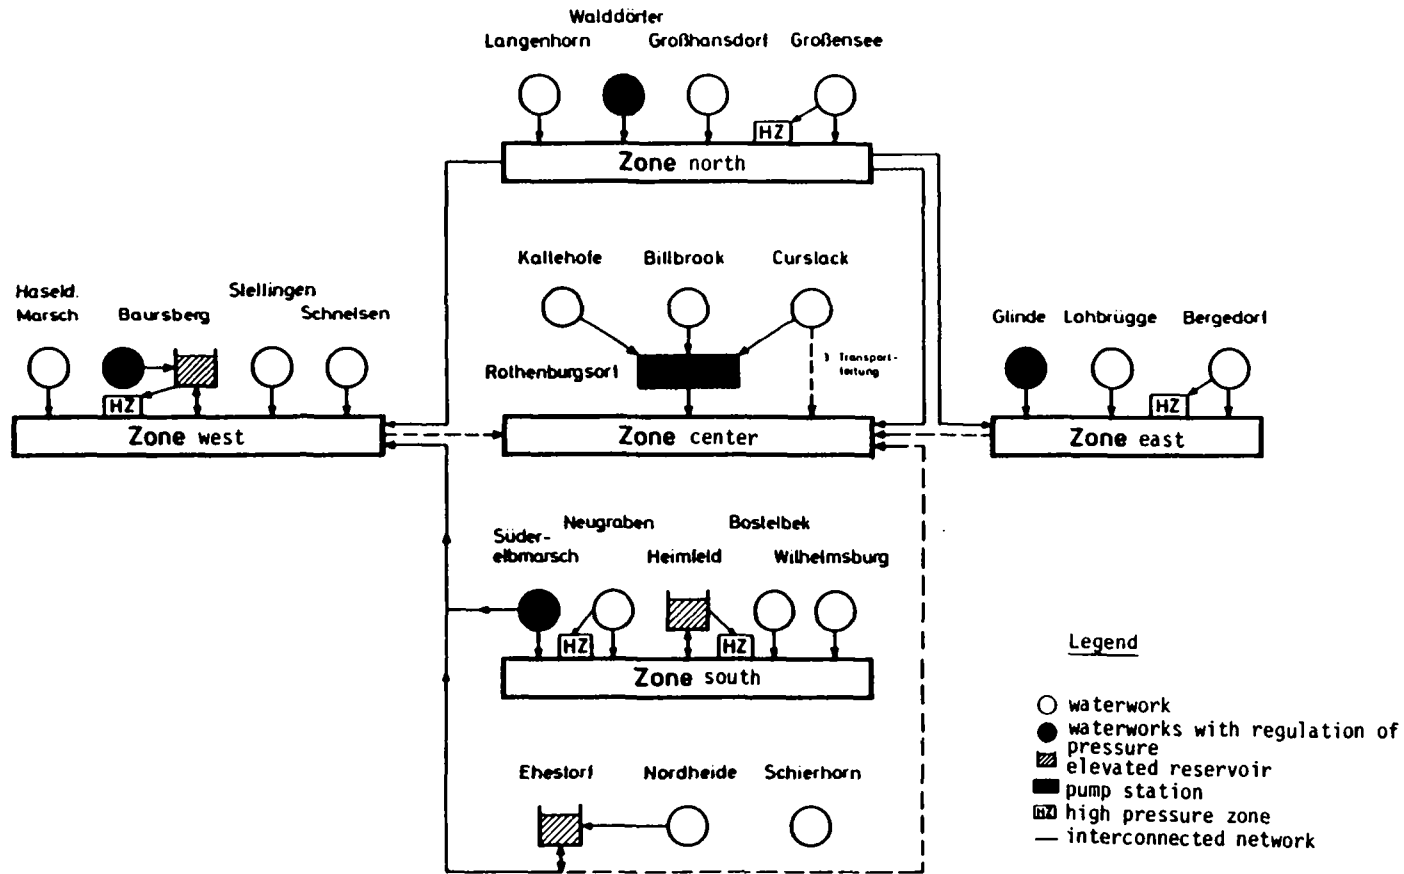 Walddörfer
Langenhorn
Großhansdorf
Großensee
HZ
Zone north
Kaltehofe
Billbrook
Curslack
Haseld.
Marsch
Baursberg
Stellingen
Schnelsen
Glinde
Lohbrügge
Bergedorf
Rothenburgsort
) Transport-
leitung
HZ
HZ
Zone west
Zone center
Zone east
Süder-
elbmarsch
Neugraben
Heimfeld
Bostelbek
Wilhelmsburg
HZ
HZ
Zone south
Ehestorf
Nordheide
Schierhorn
Legend
waterwork
waterworks with regulation of
pressure
elevated reservoir
pump station
HZ high pressure zone
interconnected network